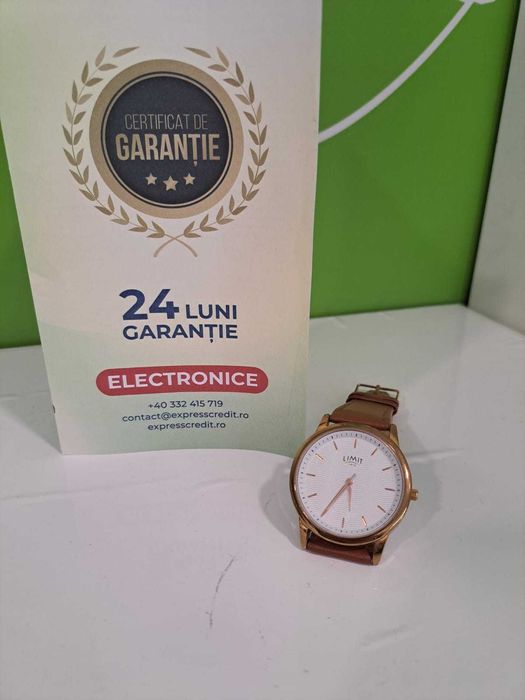 CERTIFICAT DE
GARANȚIE
24 LUNI
GARANȚIE
ELECTRONICE
+40 332 415 719
contact@expresscredit.ro
expresscredit.ro
LIMIT